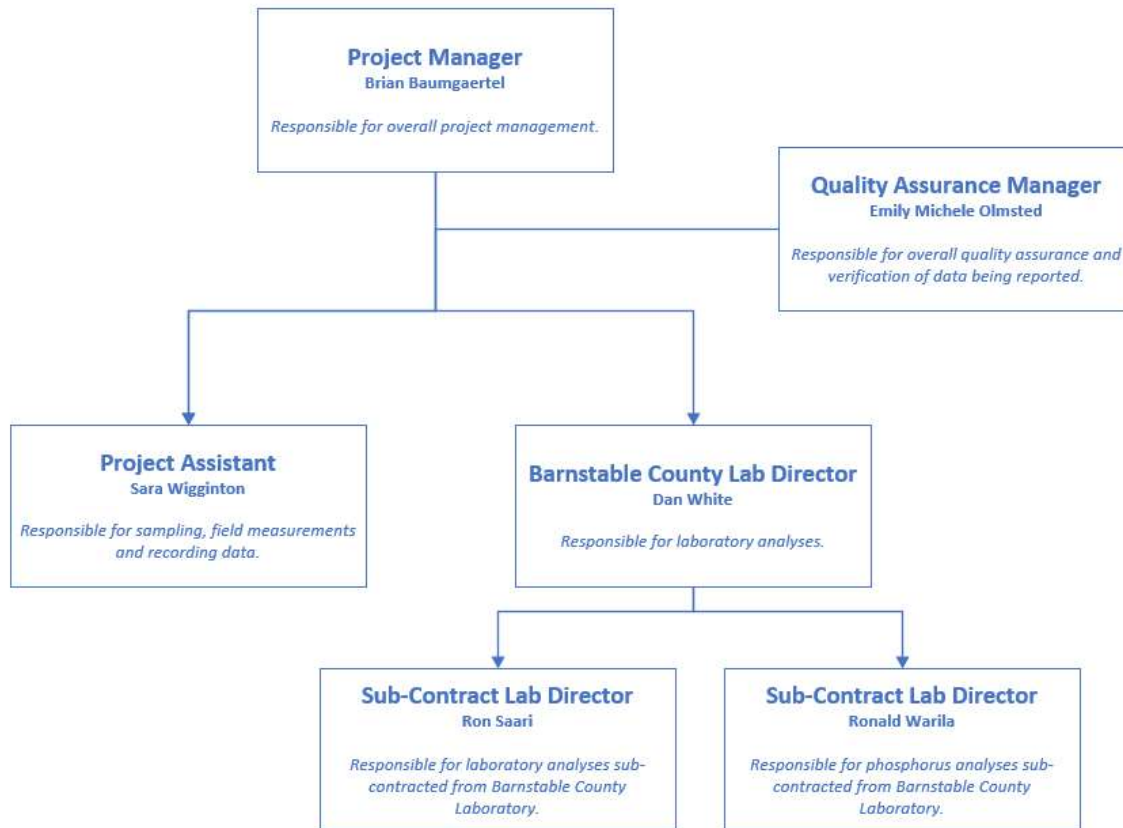 Project Manager
Brian Baumgaertel
Responsible for overall project management.
Quality Assurance Manager
Emily Michele Olmsted
Responsible for overall quality assurance and
verification of data being reported.
Project Assistant
Sara Wigginton
Responsible for sampling, field measurements
and recording data.
Barnstable County Lab Director
Dan White
Responsible for laboratory analyses.
Sub-Contract Lab Director
Ron Saari
Responsible for laboratory analyses sub-
contracted from Barnstable County
Laboratory.
Sub-Contract Lab Director
Ronald Warila
Responsible for phosphorus analyses sub-
contracted from Barnstable County
Laboratory.